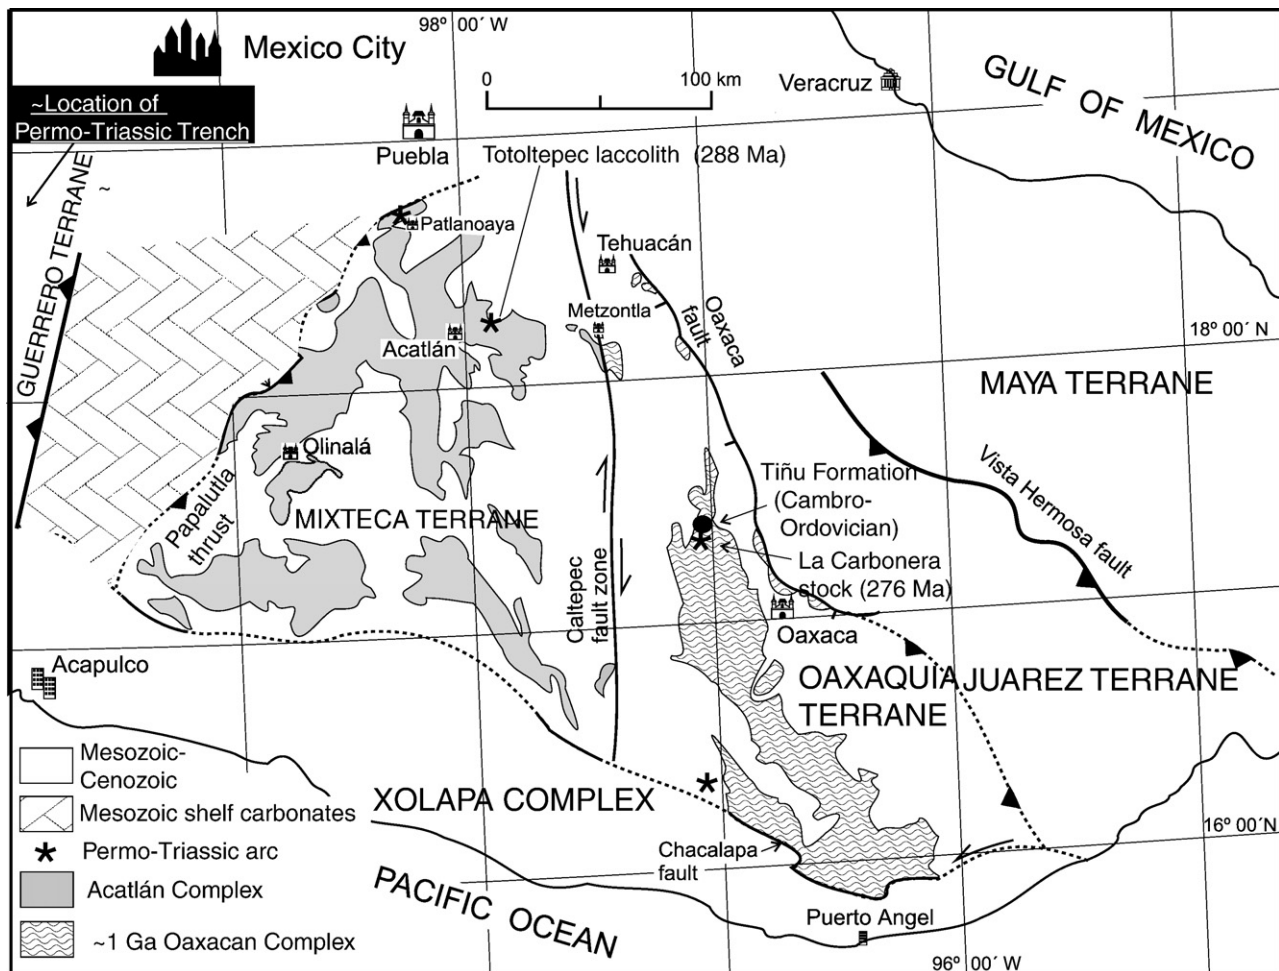 98º 00´ W
Mexico City
0
100 km
Veracruz
GULF OF MEXICO
~Location of
Permo-Triassic Trench
Puebla
Totoltepec laccolith (288 Ma)
GUERRERO TERRANE
~
Patlanoaya
Tehuacán
Metzontla
Oaxaca
fault
18º 00´ N
Acatlán
MAYA TERRANE
Olinalá
Tiñu Formation
(Cambro-
Ordovician)
Vista Hermosa fault
Papalutla
thrust
MIXTECA TERRANE
La Carbonera
stock (276 Ma)
Caltepec
fault zone
Oaxaca
Acapulco
OAXAQUIA
TERRANE
JUAREZ TERRANE
Mesozoic-
Cenozoic
XOLAPA COMPLEX
Mesozoic shelf carbonates
16º 00´N
Permo-Triassic arc
Chacalapa
fault
Acatlán Complex
PACIFIC OCEAN
Puerto Angel
~1 Ga Oaxacan Complex
96º 00´ W